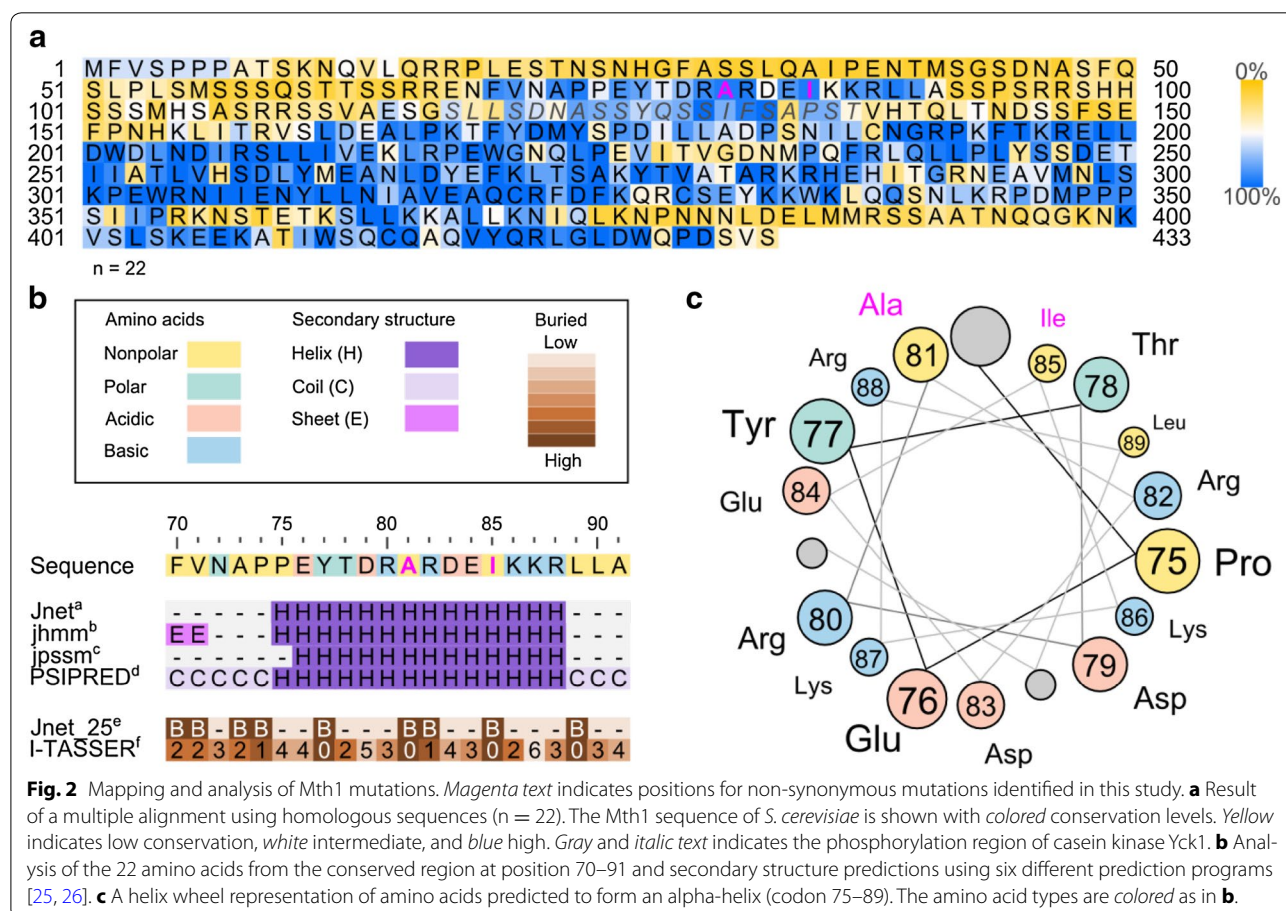 a
1 MFVSPPPATSKNQVLQRRPLESTNSNHGFASSLQAIPENTMSGSDNASFQ 50
51 SLPLSMSSSQSTTSSRRENFVNAPPEYTDRARDEIKKRLLASSPSRRSHH 100
101 SSSMHSASRRSSVAESGSLLSDNASSYQSSIFSAPSTVHTQLTNDSSFSE 150
151 FPNHKLITRVSLDEALPKTFYDMYSPDILLADPSNILCNGRPKFTKRELL 200
201 DWDLNDIRSLLIVEKLRPEWGNQLPEVITVGDNMPQFRLQLLPLYSSDET 250
251 IIATLVHSDLYMEANLDYEFKLTSAKYTVATARKRHEHITGRNEAVMNLS 300
301 KPEWRNIIENYLLNIAVEAQCRFDFKQRCSEYKKWKLQQSNLKRPDMPPP 350
351 SIIPRKNSTETKSLLKKALLKNIQLKNPNNNLDELMMRSSAATNQQGKNK 400
401 VSLSKEEKATIWSQCQAQVYQRLGLDWQPDSVS 433
n = 22
0%
100%
b
Amino acids
Nonpolar
Polar
Acidic
Basic
Secondary structure
Helix (H)
Coil (C)
Sheet (E)
Buried
Low
High
70 75 80 85 90
Sequence FVNAPPEYTDRARDEIKKRLLA
Jnet^a - - - - - HHHHHHHHHHHHHH - - -
jhmm^b EE - - - HHHHHHHHHHHHHH - - -
jpssm^c - - - - - - HHHHHHHHHHHHH - - -
PSIPRED^d CCCCCHHHHHHHHHHHHHHCCC
Jnet_25^e BB-BB--B---BB--B---B--
I-TASSER^f 2232144025301430263034
c
Ala
81
Ile
85
Thr
78
Leu
89
Arg
82
Pro
75
Lys
86
Asp
79
Asp
83
Glu
76
Lys
87
Arg
80
Glu
84
Tyr
77
Arg
88
Fig. 2 Mapping and analysis of Mth1 mutations. Magenta text indicates positions for non-synonymous mutations identified in this study. a Result
of a multiple alignment using homologous sequences (n = 22). The Mth1 sequence of S. cerevisiae is shown with colored conservation levels. Yellow
indicates low conservation, white intermediate, and blue high. Gray and italic text indicates the phosphorylation region of casein kinase Yck1. b Anal-
ysis of the 22 amino acids from the conserved region at position 70–91 and secondary structure predictions using six different prediction programs
[25, 26]. c A helix wheel representation of amino acids predicted to form an alpha-helix (codon 75–89). The amino acid types are colored as in b.